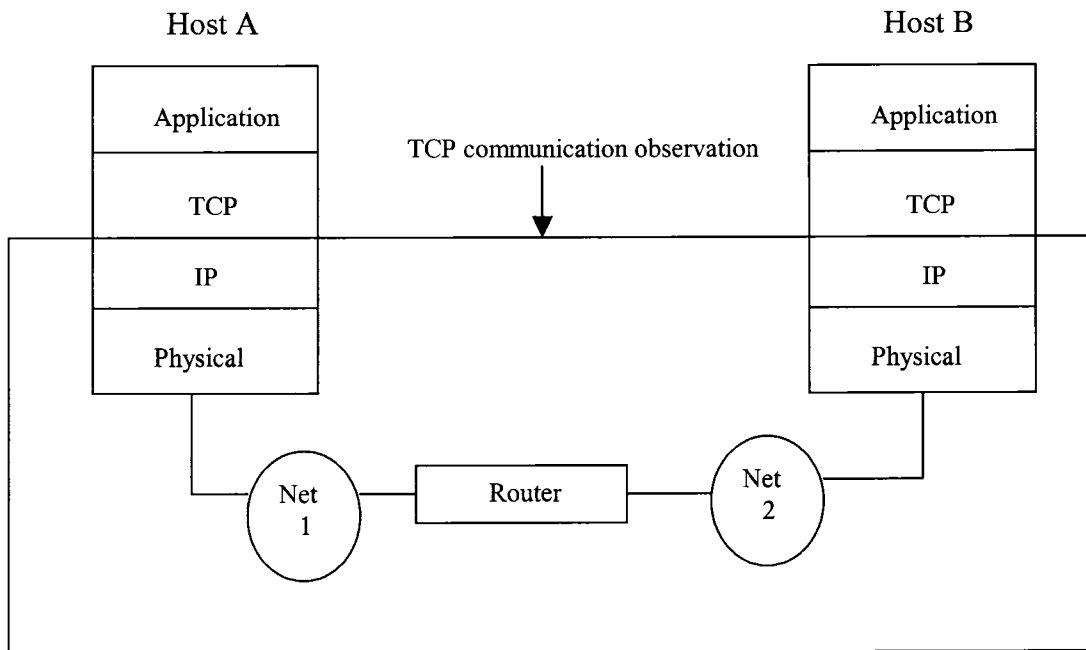 Host A
Host B
Application
Application
TCP communication observation
TCP
TCP
IP
IP
Physical
Physical
Net
1
Router
Net
2